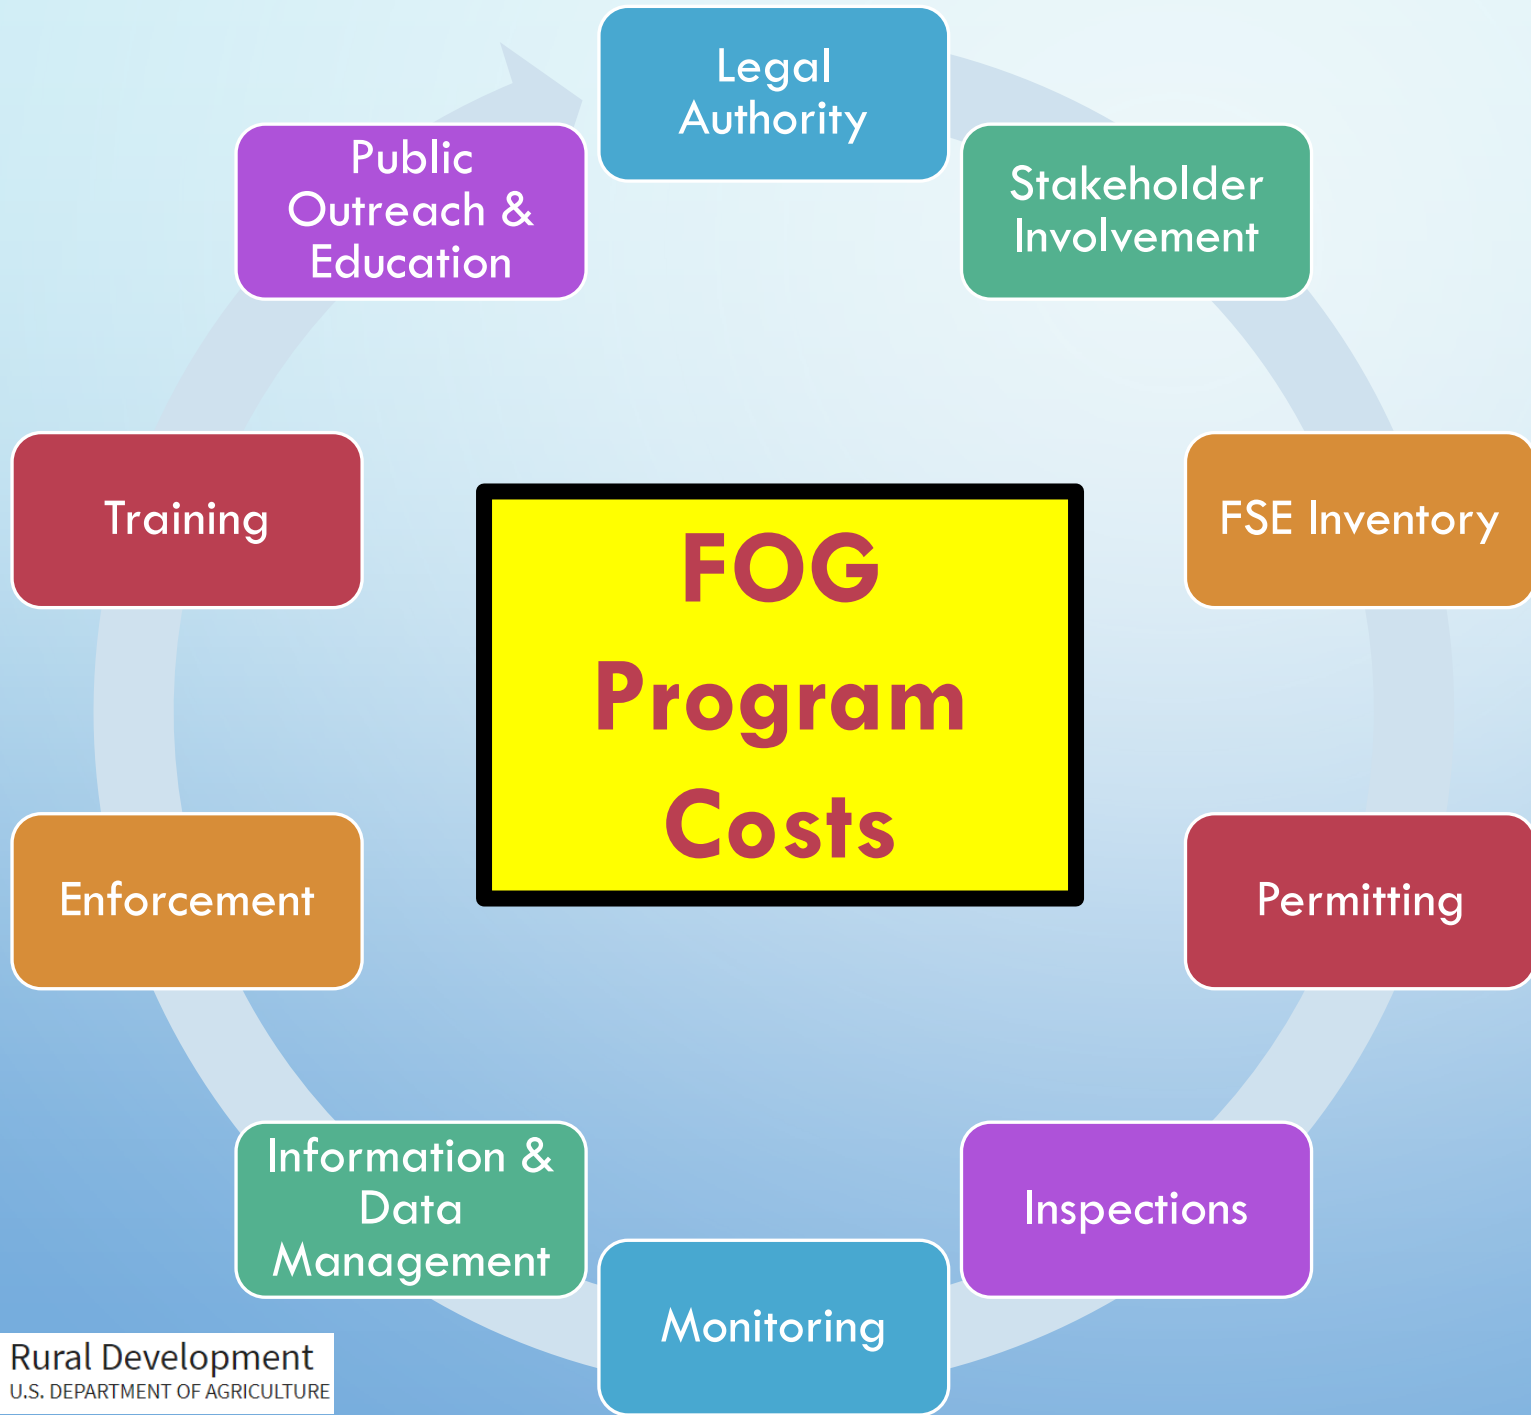 Legal
Authority
Stakeholder
Involvement
FSE Inventory
Permitting
Inspections
Monitoring
Information &
Data
Management
Enforcement
Training
Public
Outreach &
Education
FOG
Program
Costs
Rural Development
U.S. DEPARTMENT OF AGRICULTURE